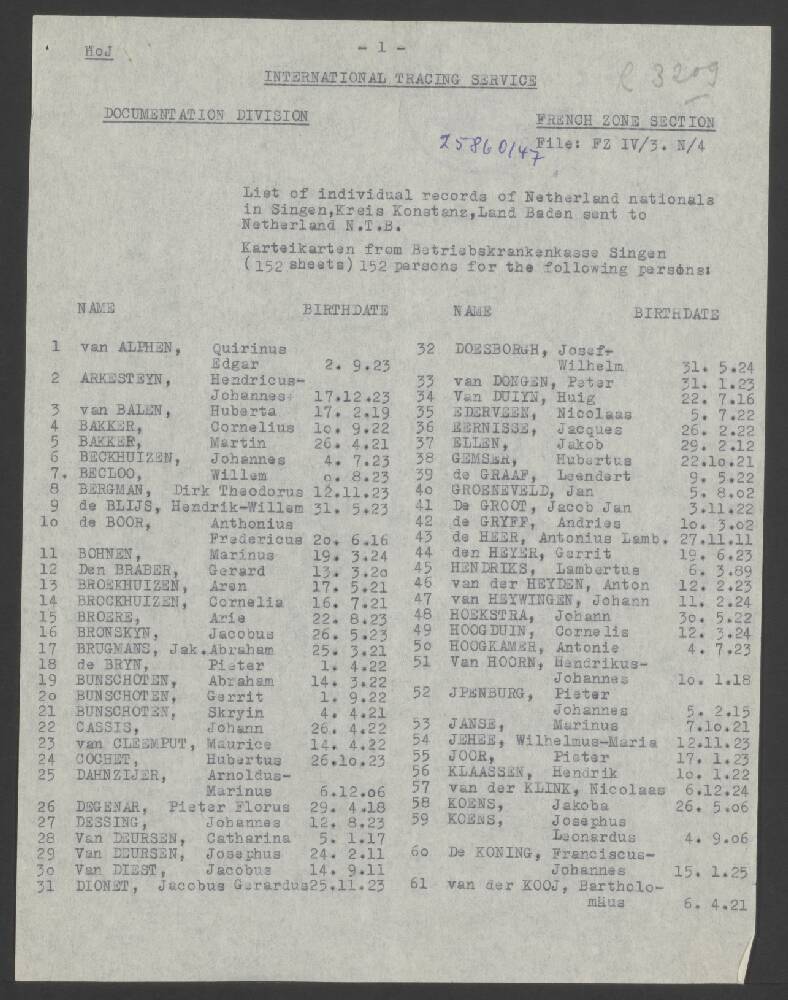 HoJ
- 1 -
INTERNATIONAL TRACING SERVICE
DOCUMENTATION DIVISION
FRENCH ZONE SECTION
25860/47
File: FZ IV/3. N/4
List of individual records of Netherland nationals
in Singen,Kreis Konstanz,Land Baden sent to
Netherland N.T.B.
Karteikarten from Betriebskrankenkasse Singen
(152 sheets) 152 persons for the following persons:
NAME BIRTHDATE
1 van ALPHEN, Quirinus
Edgar 2. 9.23
2 ARKESTEYN, Hendricus-
Johannes 17.12.23
3 van BALEN, Huberta 17. 2.19
4 BAKKER, Cornelius 1o. 9.22
5 BAKKER, Martin 26. 4.21
6 BECKHUIZEN, Johannes 4. 7.23
7. BECLOO, Willem 8.23
8 BERGMAN, Dirk Theodorus 12.11.23
9 de BLIJS, Hendrik-Willem 31. 5.23
1o de BOOR, Anthonius
Fredericus 2o. 6.16
11 BOHNEN, Marinus 19. 3.24
12 Den BRABER, Gerard 13. 3.2o
13 BROEKHUIZEN, Aren 17. 5.21
14 BROCKHUIZEN, Cornelia 16. 7.21
15 BROERE, Arie 22. 8.23
16 BRONSKYN, Jacobus 26. 5.23
17 BRUGMANS, Jak.Abraham 25. 3.21
18 de BRYN, Pieter 1. 4.22
19 BUNSCHOTEN, Abraham 14. 3.22
2o BUNSCHOTEN, Gerrit 1. 9.22
21 BUNSCHOTEN, Skryin 4. 4.21
22 CASSIS, Johann 26. 4.22
23 van CLEEMPUT, Maurice 14. 4.22
24 COCHET, Hubertus 26.1o.23
25 DAHNZIJER, Arnoldus-
Marinus 6.12.06
26 DEGENAR, Pieter Florus 29. 4.18
27 DESSING, Johannes 12. 8.23
28 Van DEURSEN, Catharina 5. 1.17
29 Van DEURSEN, Josephus 24. 2.11
3o Van DIEST, Jacobus 14. 9.11
31 DIONET, Jacobus Gerardus25.11.23
NAME BIRTHDATE
32 DOESBORGH, Josef-
Wilhelm 31. 5.24
33 van DONGEN, Peter 31. 1.23
34 Van DUIYN, Huig 22. 7.16
35 EDERVEEN, Nicolaas 5. 7.22
36 EERNISSE, Jacques 26. 2.22
37 ELLEN, Jakob 29. 2.12
38 GEMSER, Hubertus 22.1o.21
39 de GRAAF, Leendert 9. 5.22
4o GROENEVELD, Jan 5. 8.02
41 De GROOT, Jacob Jan 3.11.22
42 de GRYFF, Andries 1o. 3.02
43 de HEER, Antonius Lamb. 27.11.11
44 den HEYER, Gerrit 19. 6.23
45 HENDRIKS, Lambertus 6. 3.89
46 van der HEYDEN, Anton 12. 2.23
47 van HEYWINGEN, Johann 11. 2.24
48 HOEKSTRA, Johann 3o. 5.22
49 HOOGDUIN, Cornelis 12. 3.24
5o HOOGKAMER, Antonie 4. 7.23
51 Van HOORN, Hendrikus-
Johannes 1o. 1.18
52 JPENBURG, Pieter
Johannes 5. 2.15
53 JANSE, Marinus 7.1o.21
54 JEHEE, Wilhelmus-Maria 12.11.23
55 JOOR, Pieter 17. 1.23
56 KLAASSEN, Hendrik 1o. 1.22
57 van der KLINK, Nicolaas 6.12.24
58 KOENS, Jakoba 26. 5.06
59 KOENS, Josephus
Leonardus 4. 9.06
6o De KONING, Franciscus-
Johannes 15. 1.25
61 van der KOOJ, Bartholo-
mäus 6. 4.21